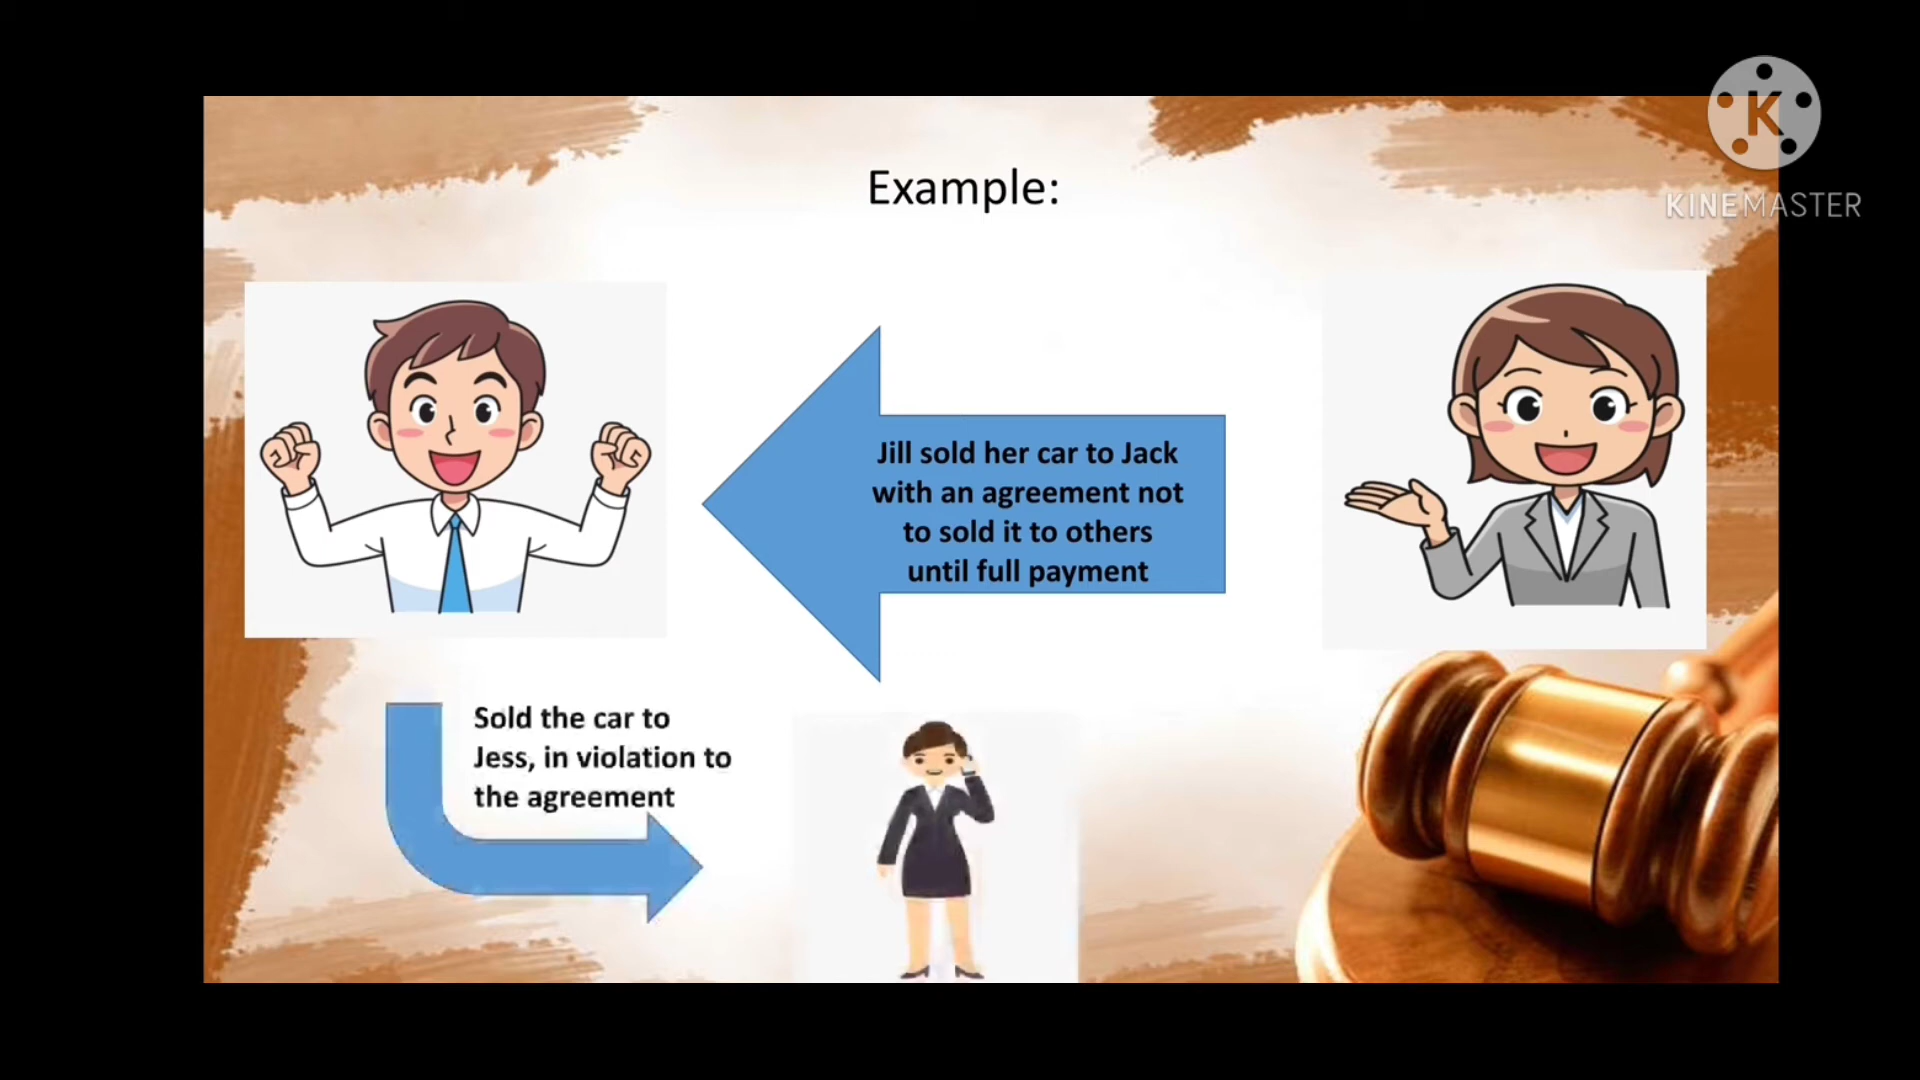 K
KINEMASTER
Example:
Jill sold her car to Jack
with an agreement not
to sold it to others
until full payment
Sold the car to
Jess, in violation to
the agreement